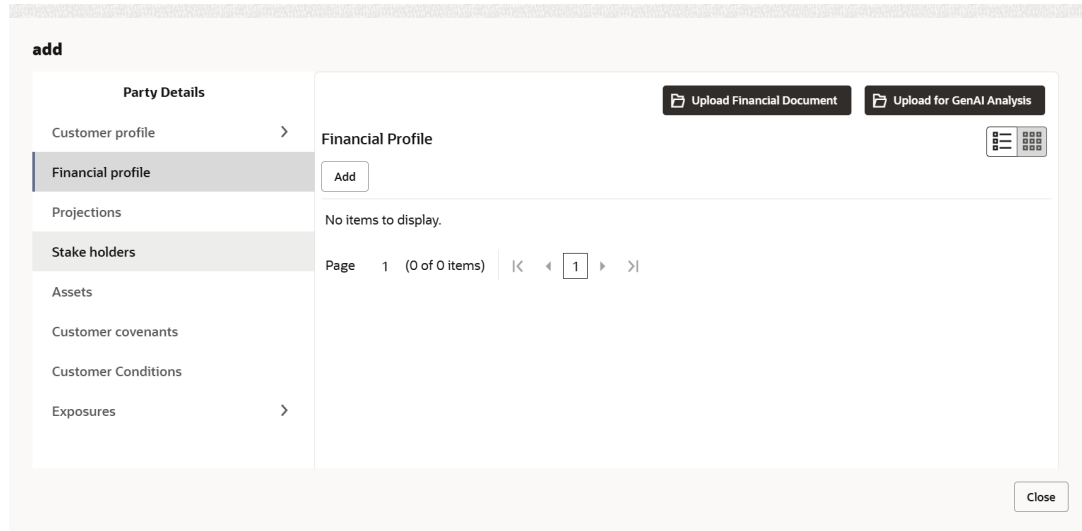 add
Party Details
Customer profile
Financial profile
Projections
Stake holders
Assets
Customer covenants
Customer Conditions
Exposures
Upload Financial Document
Upload for GenAI Analysis
Financial Profile
Add
No items to display.
Page 1 (0 of 0 items) 1
Close